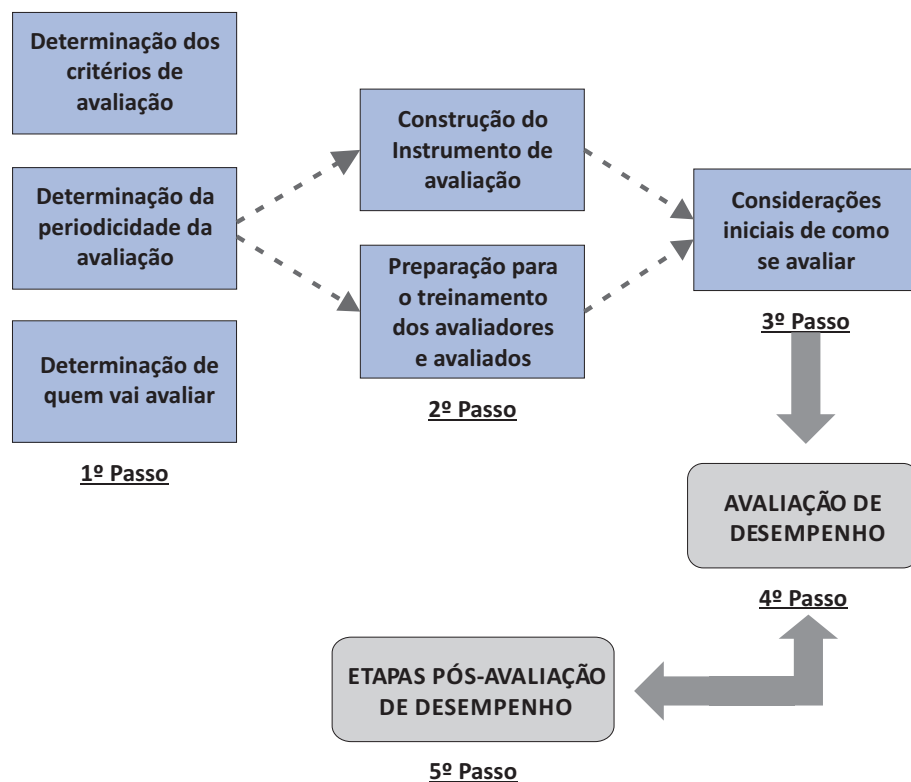 Determinação dos
critérios de
avaliação
Determinação da
periodicidade da
avaliação
Determinação de
quem vai avaliar
1º Passo
Construção do
Instrumento de
avaliação
Preparação para
o treinamento
dos avaliadores
e avaliados
2º Passo
Considerações
iniciais de como
se avaliar
3º Passo
AVALIAÇÃO DE
DESEMPENHO
4º Passo
ETAPAS PÓS-AVALIAÇÃO
DE DESEMPENHO
5º Passo